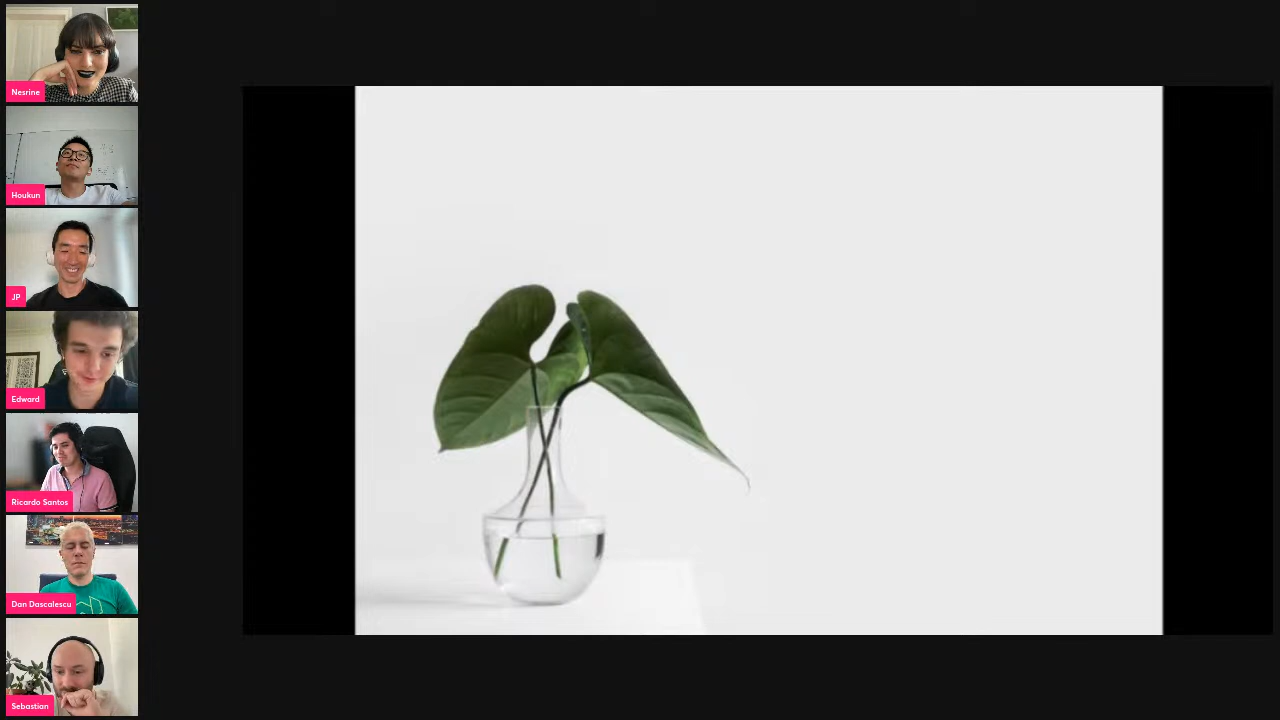 Nesrine
Houkun
JP
Edward
Ricardo Santos
Dan Dascalescu
Sebastian